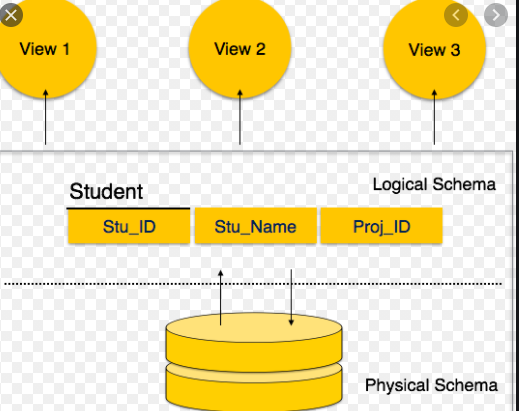 View 1
View 2
View 3
Logical Schema
Student
Stu_ID
Stu_Name
Proj_ID
Physical Schema